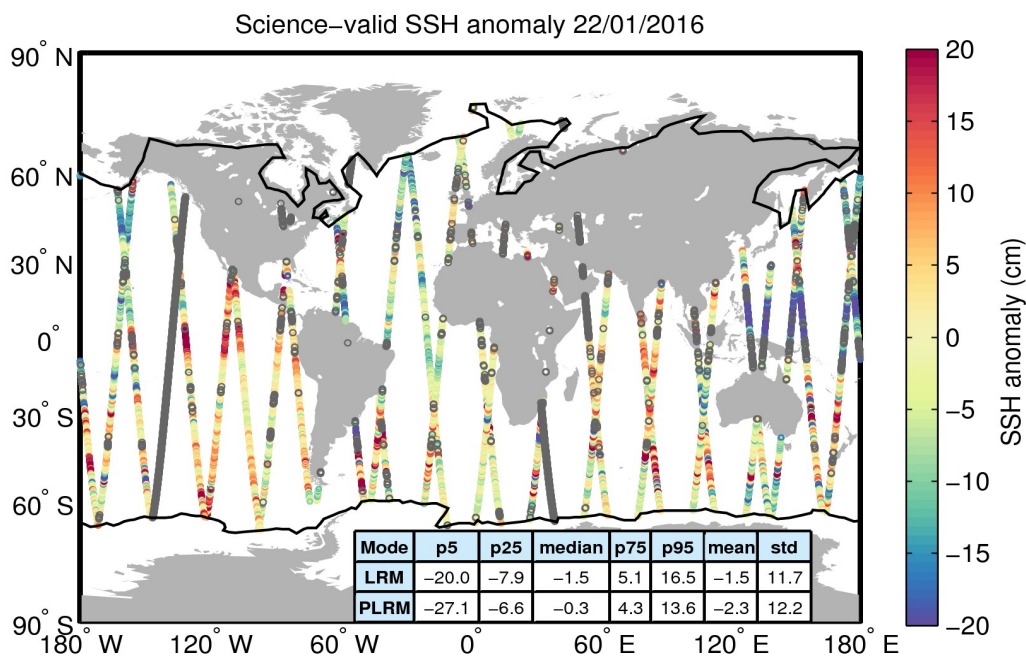 Science−valid SSH anomaly 22/01/2016
90° N
60° N
30° N
0°
30° S
60° S
90° S
180° W
120° W
60° W
0°
60° E
120° E
180° E
Mode p5 p25 median p75 p95 mean std
LRM −20.0 −7.9 −1.5 5.1 16.5 −1.5 11.7
PLRM −27.1 −6.6 −0.3 4.3 13.6 −2.3 12.2
20
15
10
5
0
−5
−10
−15
−20
SSH anomaly (cm)